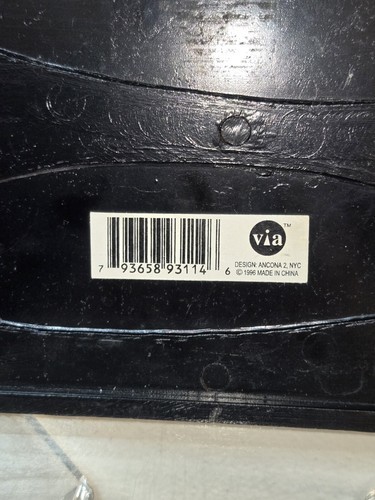 via™
DESIGN: ANCONA 2, NYC
© 1996 MADE IN CHINA
7 93658 93114 6